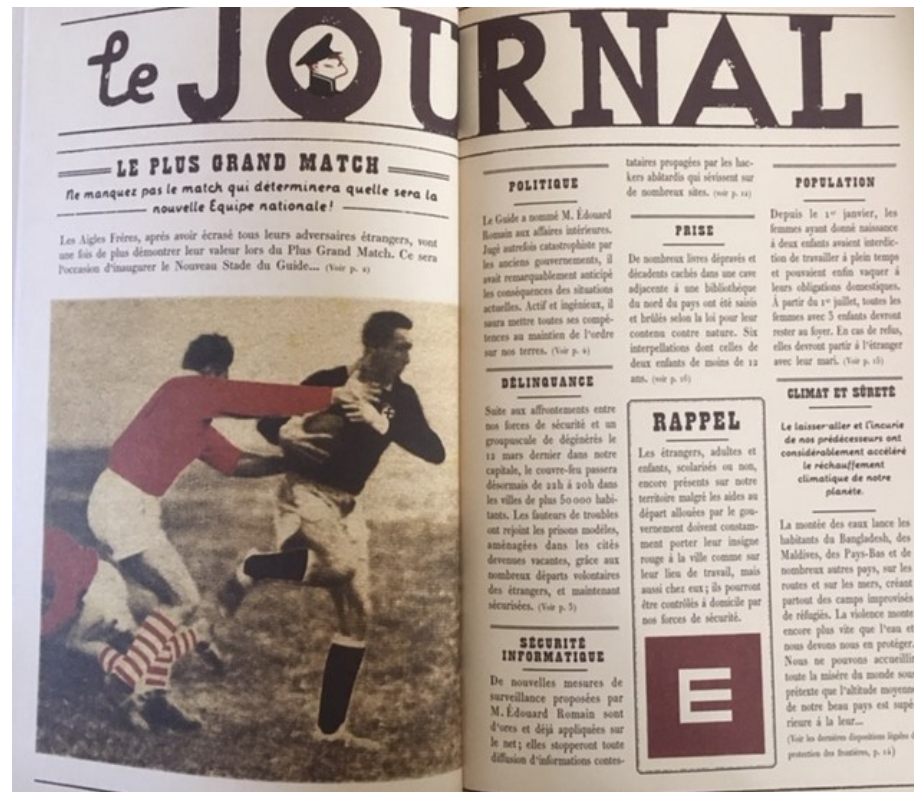 le JOURNAL
LE PLUS GRAND MATCH
Ne manquez pas le match qui déterminera quelle sera la
nouvelle Équipe nationale !
Les Aigles Frères, après avoir écrasé tous leurs adversaires étrangers, vont
une fois de plus démontrer leur valeur lors du Plus Grand Match. Ce sera
l'occasion d'inaugurer le Nouveau Stade du Guide... (Voir p. 2)
POLITIQUE
Le Guide a nommé M. Édouard
Romain aux affaires intérieures.
Jugé autrefois catastrophiste par
les anciens gouvernements, il
avait remarquablement anticipé
les conséquences des situations
actuelles. Actif et ingénieux, il
saura mettre toutes ses compé-
tences au maintien de l'ordre
sur nos terres. (Voir p. 4)
DÉLINQUANCE
Suite aux affrontements entre
nos forces de sécurité et un
groupuscule de dégénérés le
12 mars dernier dans notre
capitale, le couvre-feu passera
désormais de 22h à 20h dans
les villes de plus 50 000 habi-
tants. Les fauteurs de troubles
ont rejoint les prisons modèles,
aménagées dans les cités
devenues vacantes, grâce aux
nombreux départs volontaires
des étrangers, et maintenant
sécurisées. (Voir p. 5)
SÉCURITÉ
INFORMATIQUE
De nouvelles mesures de
surveillance proposées par
M. Édouard Romain sont
d'ores et déjà appliquées sur
le net ; elles stopperont toute
diffusion d'informations contes-
tataires propagées par les hac-
kers abâtardis qui sévissent sur
de nombreux sites. (voir p. 12)
PRISE
De nombreux livres dépravés et
décadents cachés dans une cave
adjacente à une bibliothèque
du nord du pays ont été saisis
et brûlés selon la loi pour leur
contenu contre nature. Six
interpellations dont celles de
deux enfants de moins de 12
ans. (voir p. 16)
RAPPEL
Les étrangers, adultes et
enfants, scolarisés ou non,
encore présents sur notre
territoire malgré les aides au
départ allouées par le gou-
vernement doivent constam-
ment porter leur insigne
rouge à la ville comme sur
leur lieu de travail, mais
aussi chez eux ; ils pourront
être contrôlés à domicile par
nos forces de sécurité.
E
POPULATION
Depuis le 1er janvier, les
femmes ayant donné naissance
à deux enfants avaient interdic-
tion de travailler à plein temps
et pouvaient enfin vaquer à
leurs obligations domestiques.
À partir du 1er juillet, toutes les
femmes avec 3 enfants devront
rester au foyer. En cas de refus,
elles devront partir à l'étranger
avec leur mari. (Voir p. 13)
CLIMAT ET SÛRETÉ
Le laisser-aller et l'incurie
de nos prédécesseurs ont
considérablement accéléré
le réchauffement
climatique de notre
planète.
La montée des eaux lance les
habitants du Bangladesh, des
Maldives, des Pays-Bas et de
nombreux autres pays, sur les
routes et sur les mers, créant
partout des camps improvisés
de réfugiés. La violence monte
encore plus vite que l'eau et
nous devons nous en protéger.
Nous ne pouvons accueillir
toute la misère du monde sous
prétexte que l'altitude moyenne
de notre beau pays est supé-
rieure à la leur...
(Voir les dernières dispositions légales de
protection des frontières, p. 14)